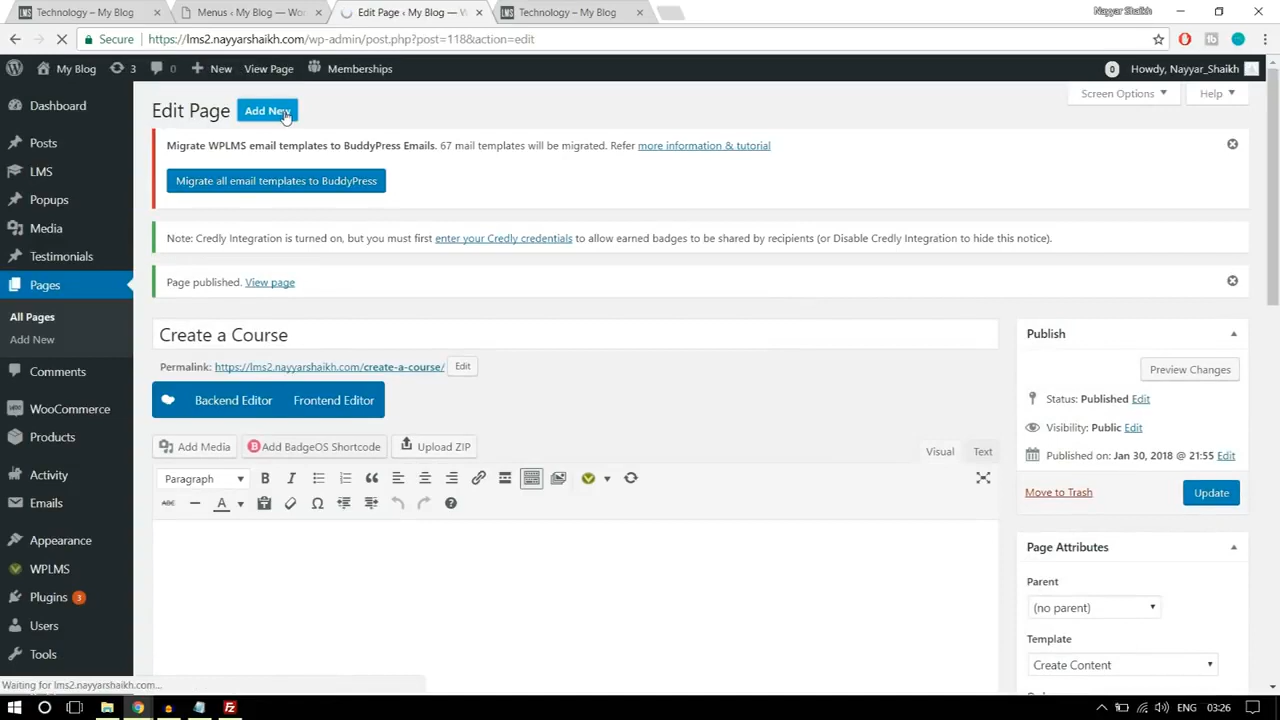 Technology – My Blog
Menus ‹ My Blog — Wor
Edit Page ‹ My Blog — W
Technology – My Blog
Nayyar Shaikh
Secure
https://lms2.nayyarshaikh.com/wp-admin/post.php?post=118&action=edit
My Blog
3
0
New
View Page
Memberships
0
Howdy, Nayyar_Shaikh
Dashboard
Posts
LMS
Popups
Media
Testimonials
Pages
All Pages
Add New
Comments
WooCommerce
Products
Activity
Emails
Appearance
WPLMS
Plugins 3
Users
Tools
Edit Page
Add New
Screen Options
Help
Migrate WPLMS email templates to BuddyPress Emails. 67 mail templates will be migrated. Refer more information & tutorial
Migrate all email templates to BuddyPress
Note: Credly Integration is turned on, but you must first enter your Credly credentials to allow earned badges to be shared by recipients (or Disable Credly Integration to hide this notice).
Page published. View page
Create a Course
Permalink: https://lms2.nayyarshaikh.com/create-a-course/ Edit
Backend Editor
Frontend Editor
Add Media
Add BadgeOS Shortcode
Upload ZIP
Visual
Text
Paragraph
B I
ABC
A
Publish
Preview Changes
Status: Published Edit
Visibility: Public Edit
Published on: Jan 30, 2018 @ 21:55 Edit
Move to Trash
Update
Page Attributes
Parent
(no parent)
Template
Create Content
Waiting for lms2.nayyarshaikh.com...
ENG
03:26